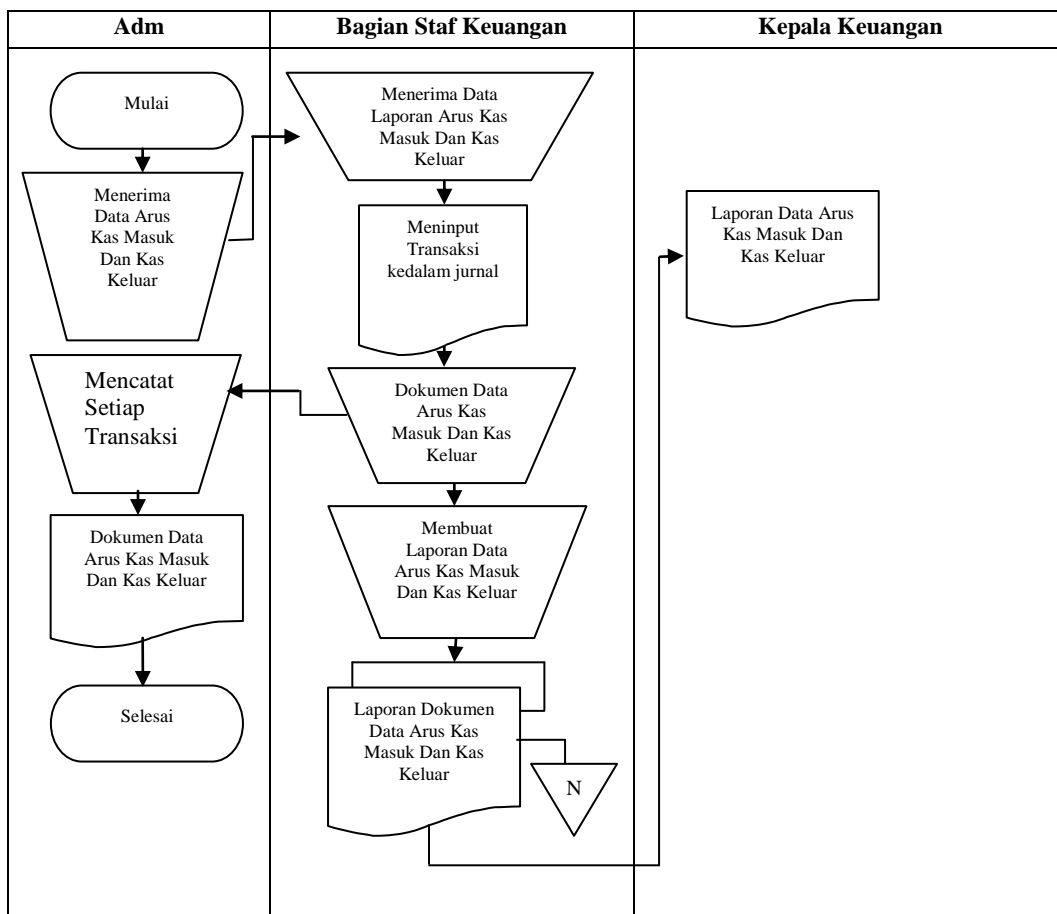 Adm
Bagian Staf Keuangan
Kepala Keuangan
Mulai
Menerima
Data Arus
Kas Masuk
Dan Kas
Keluar
Mencatat
Setiap
Transaksi
Dokumen Data
Arus Kas Masuk
Dan Kas Keluar
Selesai
Menerima Data
Laporan Arus Kas
Masuk Dan Kas
Keluar
Meninput
Transaksi
kedalam jurnal
Dokumen Data
Arus Kas
Masuk Dan Kas
Keluar
Membuat
Laporan Data
Arus Kas Masuk
Dan Kas Keluar
Laporan Dokumen
Data Arus Kas
Masuk Dan Kas
Keluar
N
Laporan Data Arus
Kas Masuk Dan
Kas Keluar